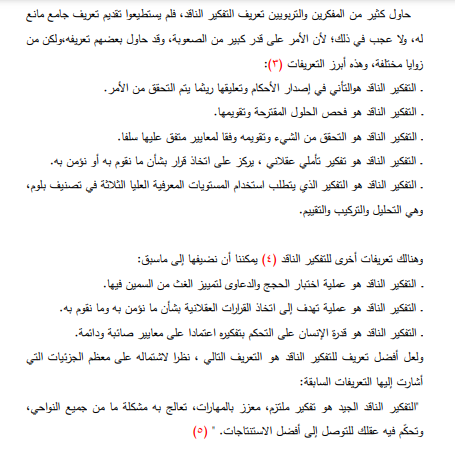 حاول كثير من المفكرين والتربويين تعريف التفكير الناقد، فلم يستطيعوا تقديم تعريف جامع مانع
له، ولا عجب في ذلك؛ لأن الأمر على قدر كبير من الصعوبة، وقد حاول بعضهم تعريفه،ولكن من
زوايا مختلفة، وهذه أبرز التعريفات (٣):
ـ التفكير الناقد هوالتأني في إصدار الأحكام وتعليقها ريثما يتم التحقق من الأمر.
ـ التفكير الناقد هو فحص الحلول المقترحة وتقويمها.
ـ التفكير الناقد هو التحقق من الشيء وتقويمه وفقا لمعايير متفق عليها سلفا.
ـ التفكير الناقد هو تفكير تأملي عقلاني ، يركز على اتخاذ قرار بشأن ما نقوم به أو نؤمن به.
ـ التفكير الناقد هو التفكير الذي يتطلب استخدام المستويات المعرفية العليا الثلاثة في تصنيف بلوم،
وهي التحليل والتركيب والتقييم.
وهنالك تعريفات أخرى للتفكير الناقد (٤) يمكننا أن نضيفها إلى ماسبق:
ـ التفكير الناقد هو عملية اختبار الحجج والدعاوى لتمييز الغث من السمين فيها.
ـ التفكير الناقد هو عملية تهدف إلى اتخاذ القرارات العقلانية بشأن ما نؤمن به وما نقوم به.
ـ التفكير الناقد هو قدرة الإنسان على التحكم بتفكيره اعتمادا على معايير صائبة ودائمة.
ولعل أفضل تعريف للتفكير الناقد هو التعريف التالي ، نظرا لاشتماله على معظم الجزئيات التي
أشارت إليها التعريفات السابقة:
"التفكير الناقد الجيد هو تفكير ملتزم، معزز بالمهارات، تعالج به مشكلة ما من جميع النواحي،
وتحكّم فيه عقلك للتوصل إلى أفضل الاستنتاجات. " (٥)